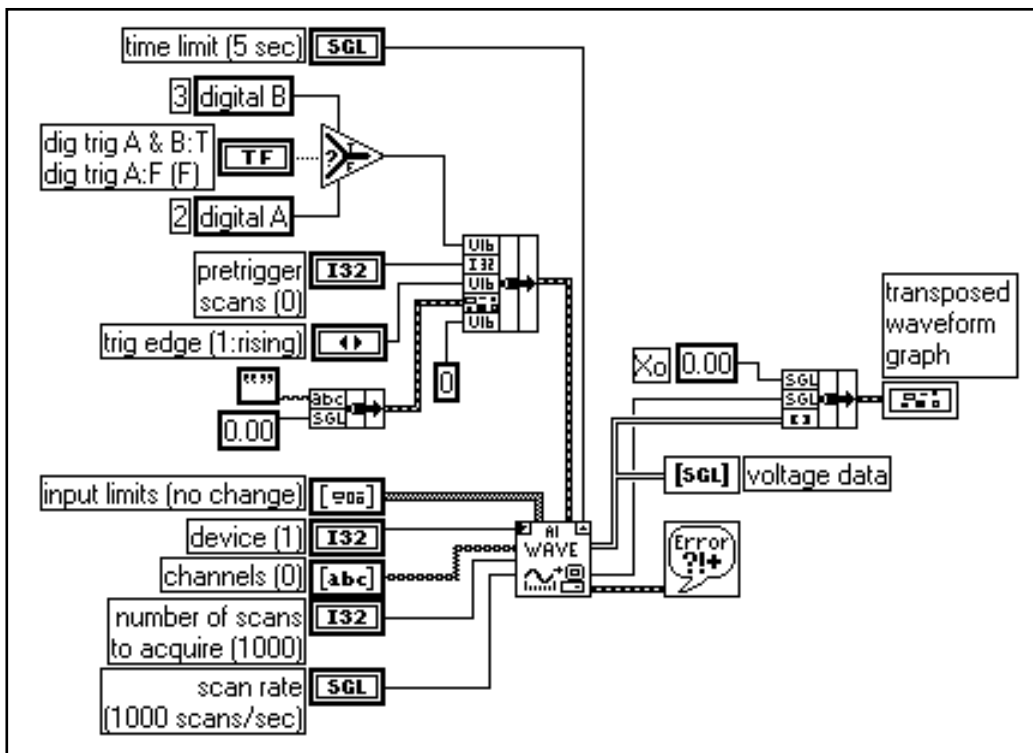 time limit (5 sec)
SGL
3
digital B
dig trig A & B:T
dig trig A:F (F)
TF
?
T
F
2
digital A
pretrigger
scans (0)
I32
U16
I32
U16
U16
trig edge (1:rising)
0
“”
abc
SGL
0.00
transposed
waveform
graph
Xo
0.00
SGL
SGL
[ ]
[SGL]
voltage data
input limits (no change)
device (1)
I32
channels (0)
[abc]
number of scans
to acquire (1000)
I32
scan rate
(1000 scans/sec)
SGL
AI
WAVE
Error
?!+